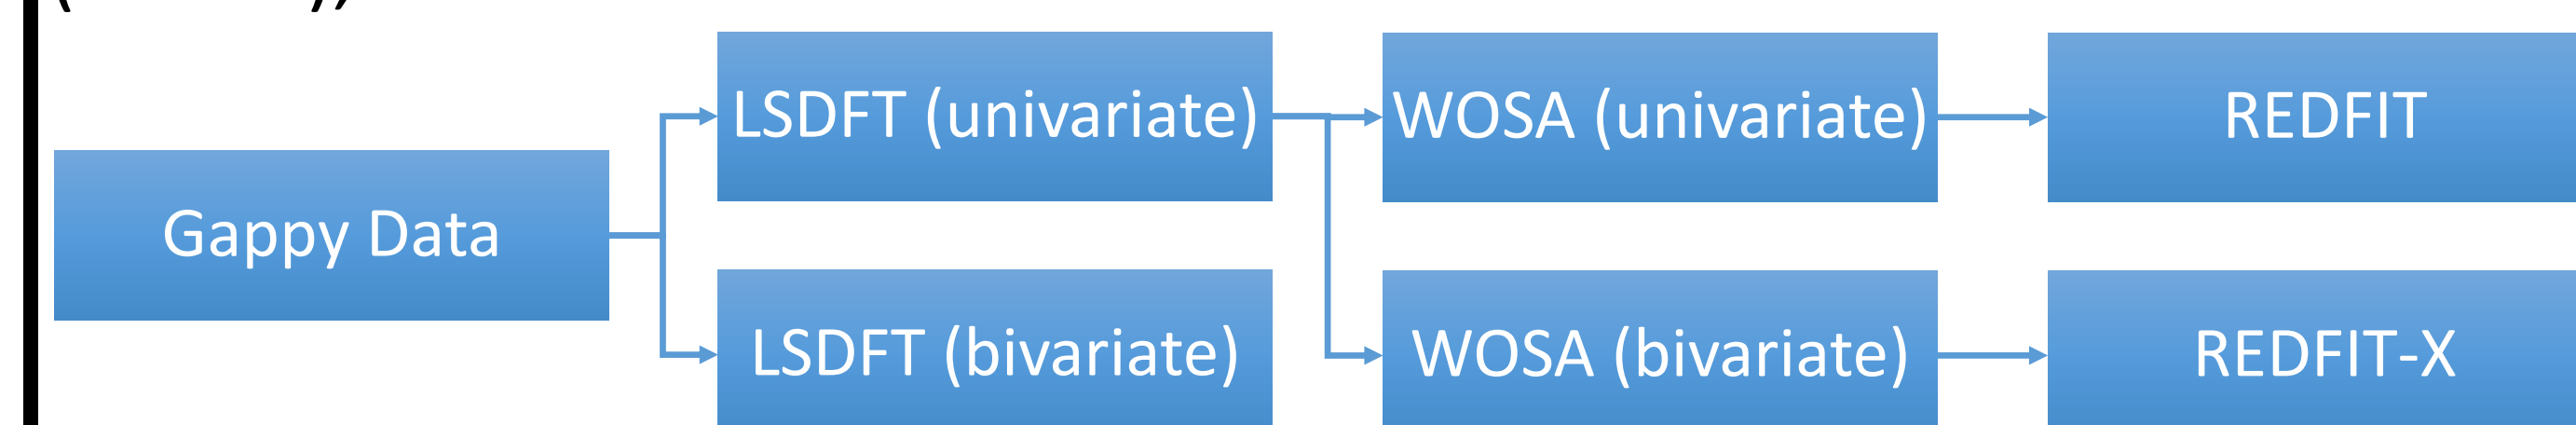 Gappy Data
LSDFT (univariate)
WOSA (univariate)
REDFIT
LSDFT (bivariate)
WOSA (bivariate)
REDFIT-X